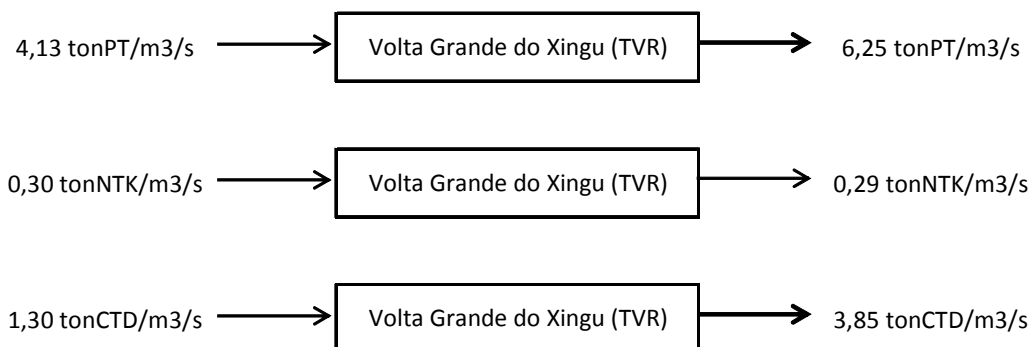 4,13 tonPT/m3/s Volta Grande do Xingu (TVR) 6,25 tonPT/m3/s
0,30 tonNTK/m3/s Volta Grande do Xingu (TVR) 0,29 tonNTK/m3/s
1,30 tonCTD/m3/s Volta Grande do Xingu (TVR) 3,85 tonCTD/m3/s